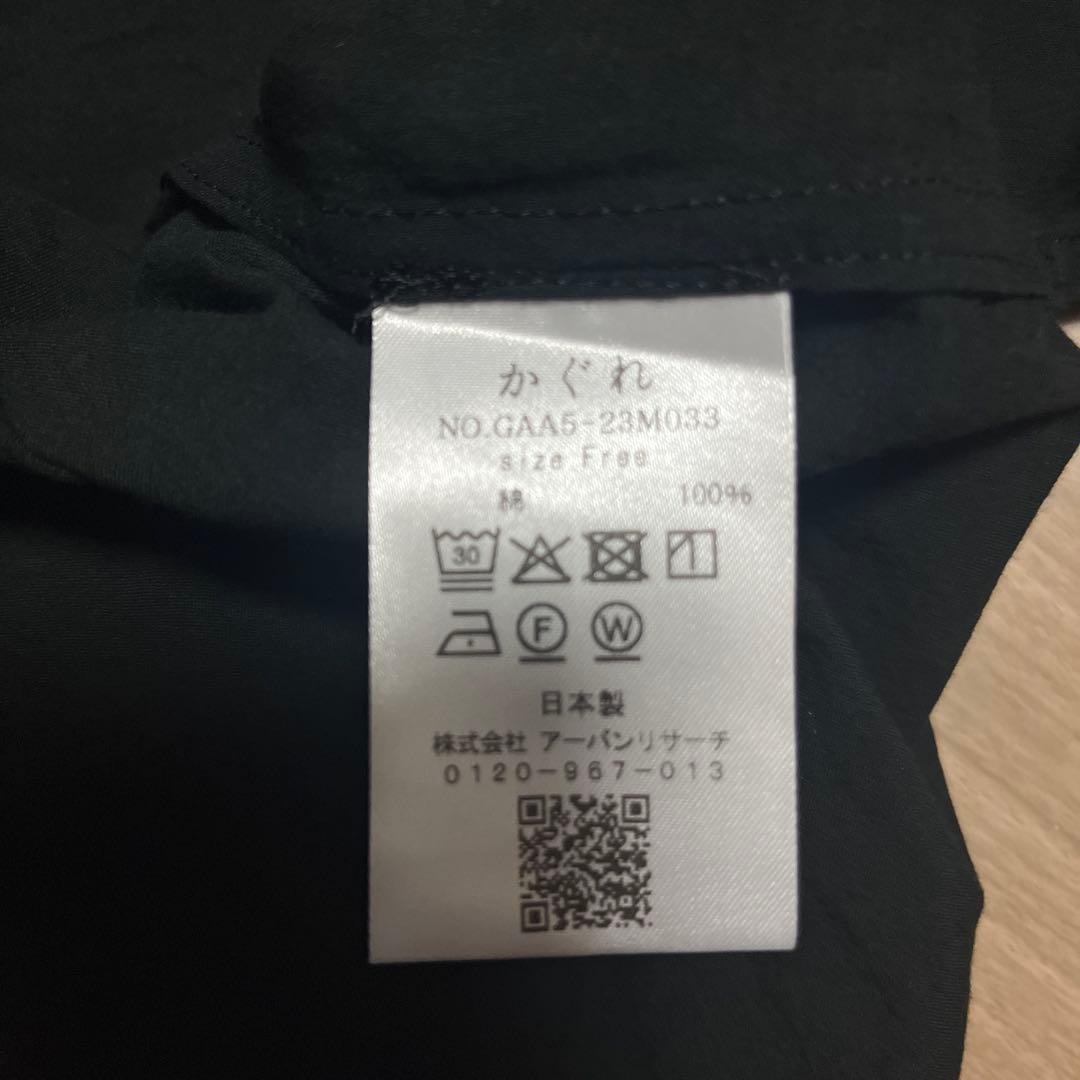 かぐれ
NO.GAA5-23M033
size Free
綿 100%
30
F W
日本製
株式会社 アーバンリサーチ
0120-967-013